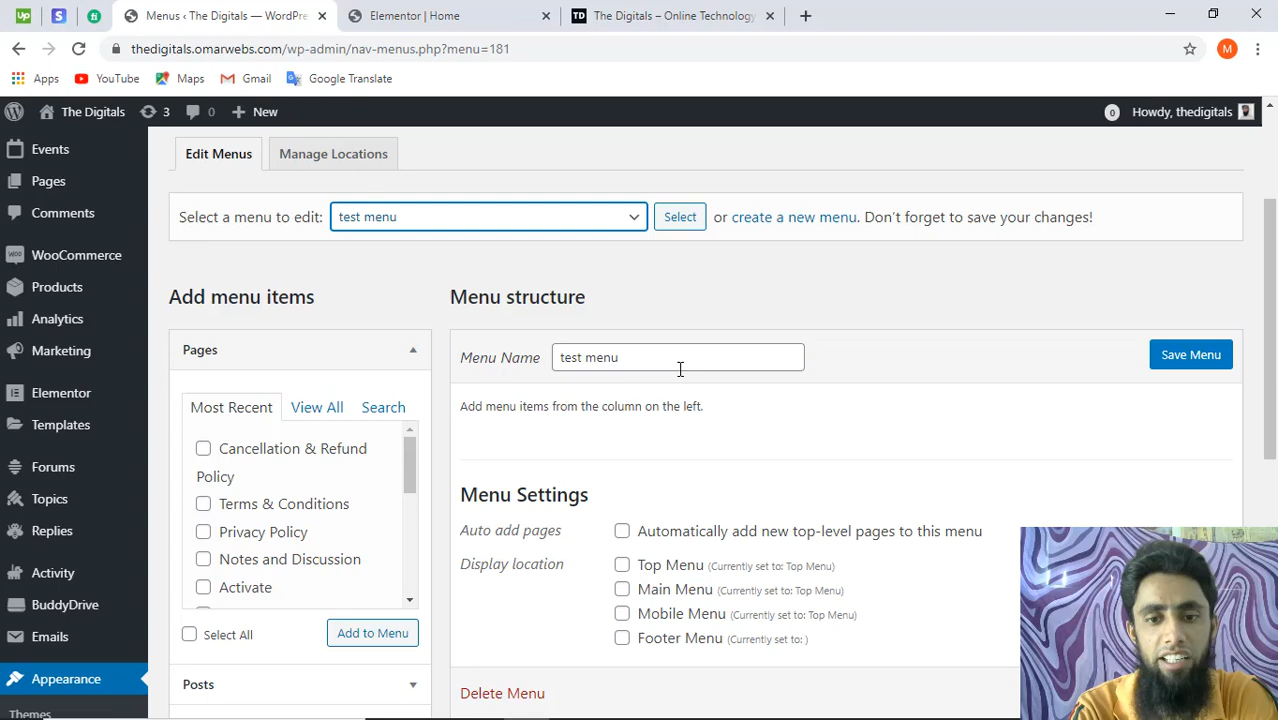 Up
S
fi
Menus ‹ The Digitals — WordPre
Elementor | Home
TD
The Digitals – Online Technology
thedigitals.omarwebs.com/wp-admin/nav-menus.php?menu=181
M
Apps
YouTube
Maps
Gmail
Google Translate
The Digitals
3
0
New
0
Howdy, thedigitals
Events
Pages
Comments
WooCommerce
Products
Analytics
Marketing
Elementor
Templates
Forums
Topics
Replies
Activity
BuddyDrive
Emails
Appearance
Themes
Edit Menus
Manage Locations
Select a menu to edit:
test menu
Select
or create a new menu. Don’t forget to save your changes!
Add menu items
Pages
Most Recent
View All
Search
Cancellation & Refund
Policy
Terms & Conditions
Privacy Policy
Notes and Discussion
Activate
Select All
Add to Menu
Posts
Menu structure
Menu Name
test menu
Save Menu
Add menu items from the column on the left.
Menu Settings
Auto add pages
Automatically add new top-level pages to this menu
Display location
Top Menu (Currently set to: Top Menu)
Main Menu (Currently set to: Top Menu)
Mobile Menu (Currently set to: Top Menu)
Footer Menu (Currently set to: )
Delete Menu